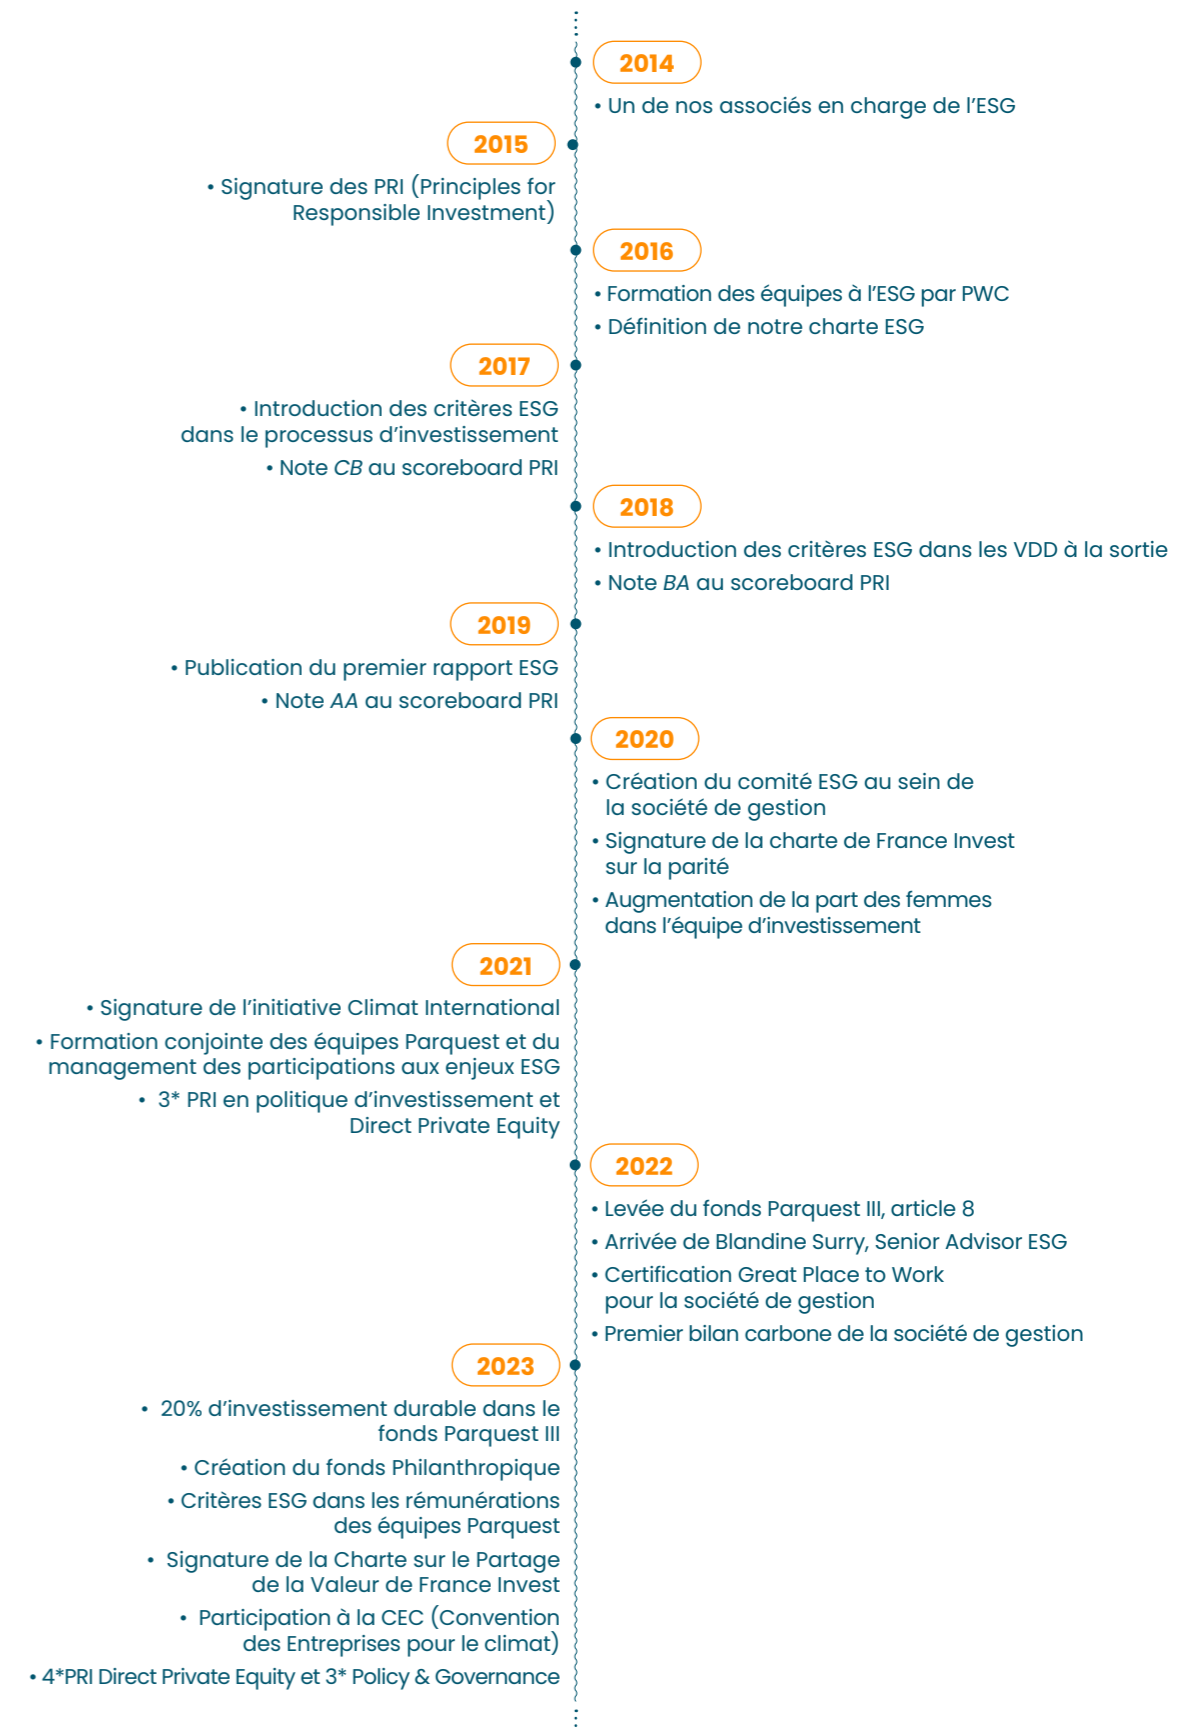 2014
• Un de nos associés en charge de l’ESG
2015
• Signature des PRI (Principles for
Responsible Investment)
2016
• Formation des équipes à l’ESG par PWC
• Définition de notre charte ESG
2017
• Introduction des critères ESG
dans le processus d’investissement
• Note CB au scoreboard PRI
2018
• Introduction des critères ESG dans les VDD à la sortie
• Note BA au scoreboard PRI
2019
• Publication du premier rapport ESG
• Note AA au scoreboard PRI
2020
• Création du comité ESG au sein de
la société de gestion
• Signature de la charte de France Invest
sur la parité
• Augmentation de la part des femmes
dans l’équipe d’investissement
2021
• Signature de l’initiative Climat International
• Formation conjointe des équipes Parquest et du
management des participations aux enjeux ESG
• 3* PRI en politique d’investissement et
Direct Private Equity
2022
• Levée du fonds Parquest III, article 8
• Arrivée de Blandine Surry, Senior Advisor ESG
• Certification Great Place to Work
pour la société de gestion
• Premier bilan carbone de la société de gestion
2023
• 20% d’investissement durable dans le
fonds Parquest III
• Création du fonds Philanthropique
• Critères ESG dans les rémunérations
des équipes Parquest
• Signature de la Charte sur le Partage
de la Valeur de France Invest
• Participation à la CEC (Convention
des Entreprises pour le climat)
• 4*PRI Direct Private Equity et 3* Policy & Governance